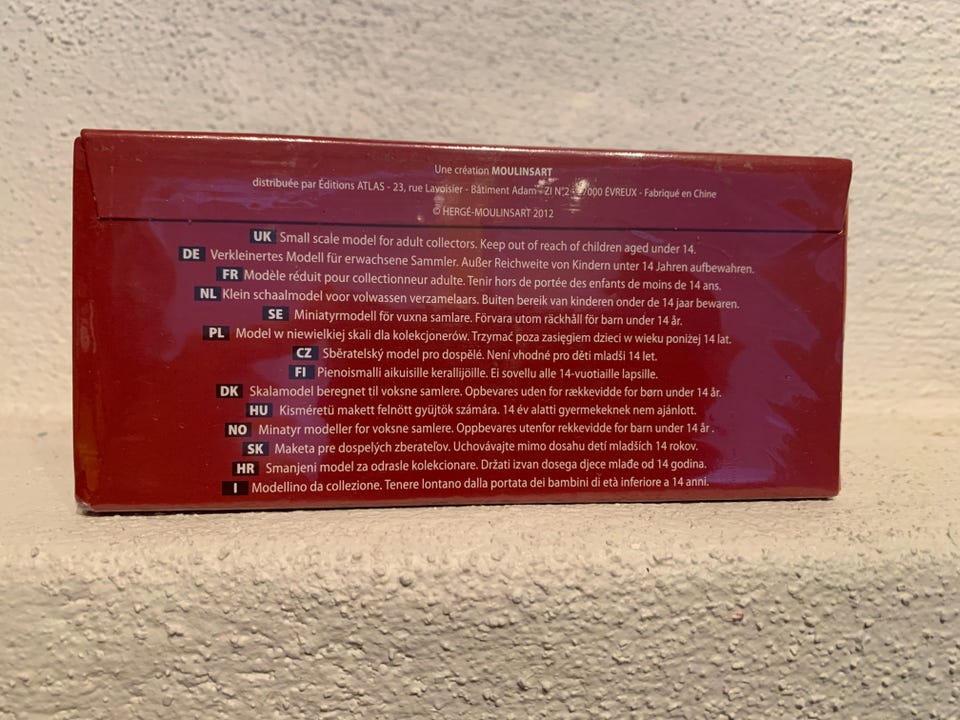 Une création MOULINSART
distribuée par Éditions ATLAS - 23, rue Lavoisier - Bâtiment Adam - ZI N°2 - 27000 ÉVREUX - Fabriqué en Chine
© HERGÉ-MOULINSART 2012
UK Small scale model for adult collectors. Keep out of reach of children aged under 14.
DE Verkleinertes Modell für erwachsene Sammler. Außer Reichweite von Kindern unter 14 Jahren aufbewahren.
FR Modèle réduit pour collectionneur adulte. Tenir hors de portée des enfants de moins de 14 ans.
NL Klein schaalmodel voor volwassen verzamelaars. Buiten bereik van kinderen onder de 14 jaar bewaren.
SE Miniatyrmodell för vuxna samlare. Förvara utom räckhåll för barn under 14 år.
PL Model w niewielkiej skali dla kolekcjonerów. Trzymać poza zasięgiem dzieci w wieku poniżej 14 lat.
CZ Sběratelský model pro dospělé. Není vhodné pro děti mladši 14 let.
FI Pienoismalli aikuisille kerallijöille. Ei sovellu alle 14-vuotiaille lapsille.
DK Skalamodel beregnet til voksne samlere. Opbevares uden for rækkevidde for børn under 14 år.
HU Kisméretü makett felnött gyüjtök számára. 14 év alatti gyermekeknek nem ajánlott.
NO Minatyr modeller for voksne samlere. Oppbevares utenfor rekkevidde for barn under 14 år .
SK Maketa pre dospelých zberateľov. Uchovávajte mimo dosahu detí mladších 14 rokov.
HR Smanjeni model za odrasle kolekcionare. Držati izvan dosega djece mlađe od 14 godina.
I Modellino da collezione. Tenere lontano dalla portata dei bambini di età inferiore a 14 anni.